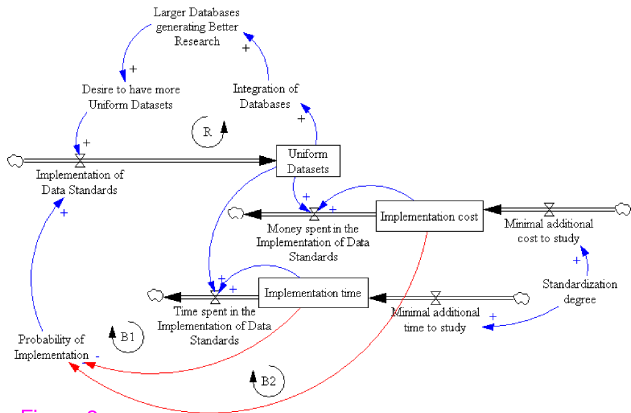 Larger Databases
generating Better
Research
+
+
Desire to have more
Uniform Datasets
Integration of
Databases
+
+
R
Uniform
Datasets
Implementation of
Data Standards
+
+
+
Implementation cost
Minimal additional
cost to study
Money spent in the
Implementation of Data
Standards
+
Standardization
degree
+
+
Implementation time
Time spent in the
Implementation of Data
Standards
Minimal additional
time to study
+
B1
Probability of
Implementation
-
-
B2